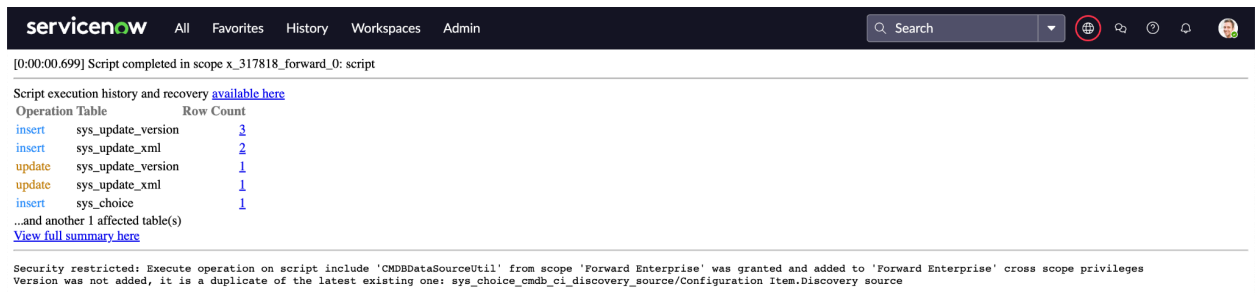 servicenow All Favorites History Workspaces Admin Search
[0:00:00.699] Script completed in scope x_317818_forward_0: script
Script execution history and recovery available here
Operation Table Row Count
insert sys_update_version 3
insert sys_update_xml 2
update sys_update_version 1
update sys_update_xml 1
insert sys_choice 1
...and another 1 affected table(s)
View full summary here
Security restricted: Execute operation on script include 'CMDBDataSourceUtil' from scope 'Forward Enterprise' was granted and added to 'Forward Enterprise' cross scope privileges
Version was not added, it is a duplicate of the latest existing one: sys_choice_cmdb_ci_discovery_source/Configuration Item.Discovery source